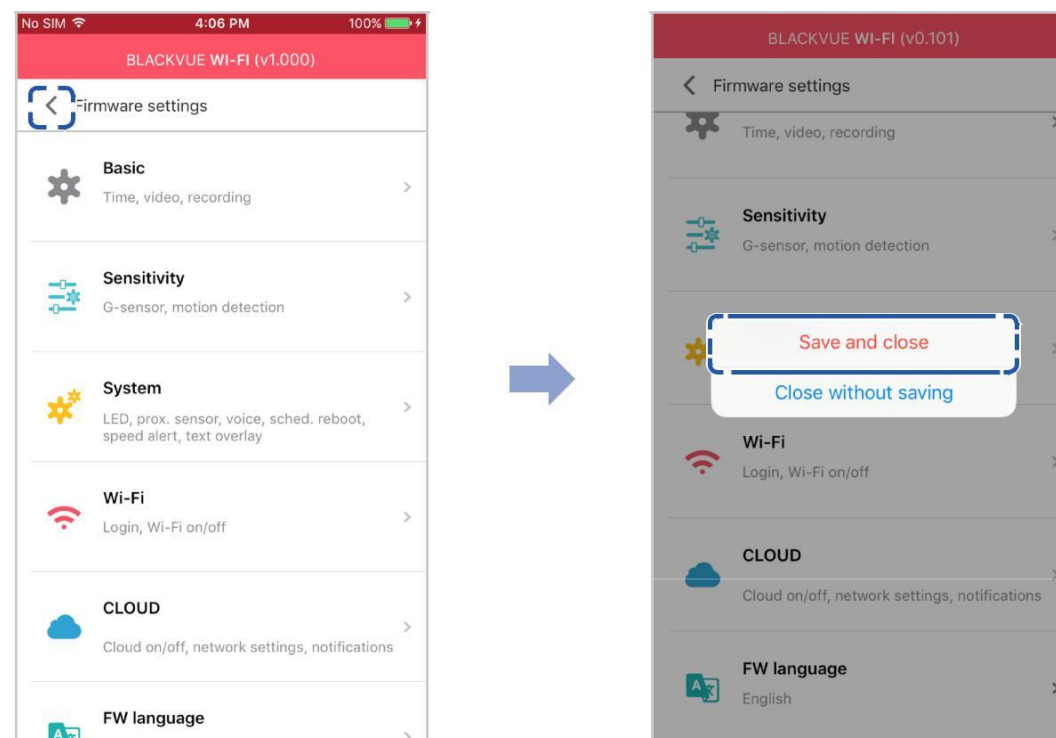 No SIM 4:06 PM 100%
BLACKVUE WI-FI (v1.000)
Firmware settings
Basic
Time, video, recording
Sensitivity
G-sensor, motion detection
System
LED, prox. sensor, voice, sched. reboot,
speed alert, text overlay
Wi-Fi
Login, Wi-Fi on/off
CLOUD
Cloud on/off, network settings, notifications
FW language
BLACKVUE WI-FI (v0.101)
Firmware settings
Time, video, recording
Sensitivity
G-sensor, motion detection
Save and close
Close without saving
Wi-Fi
Login, Wi-Fi on/off
CLOUD
Cloud on/off, network settings, notifications
FW language
A
English